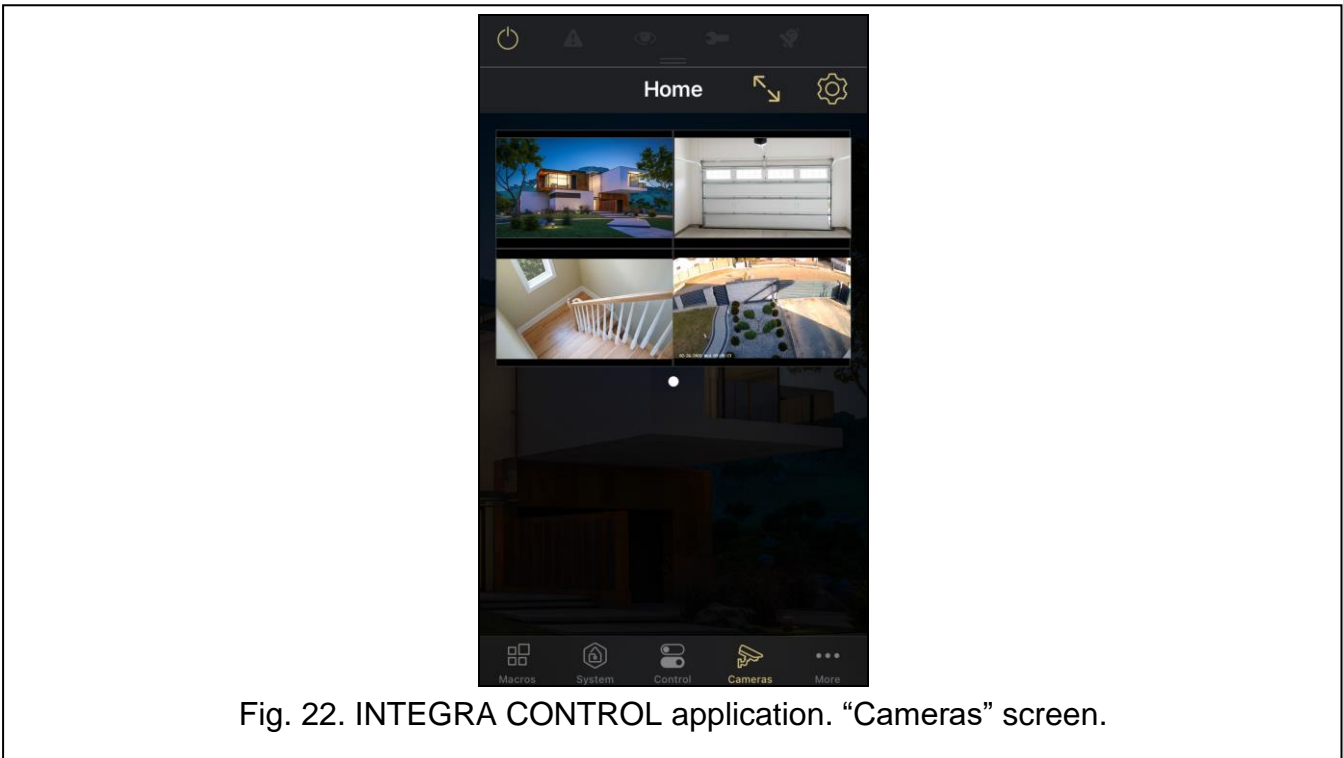 Home
Macros
System
Control
Cameras
More
Fig. 22. INTEGRA CONTROL application. “Cameras” screen.